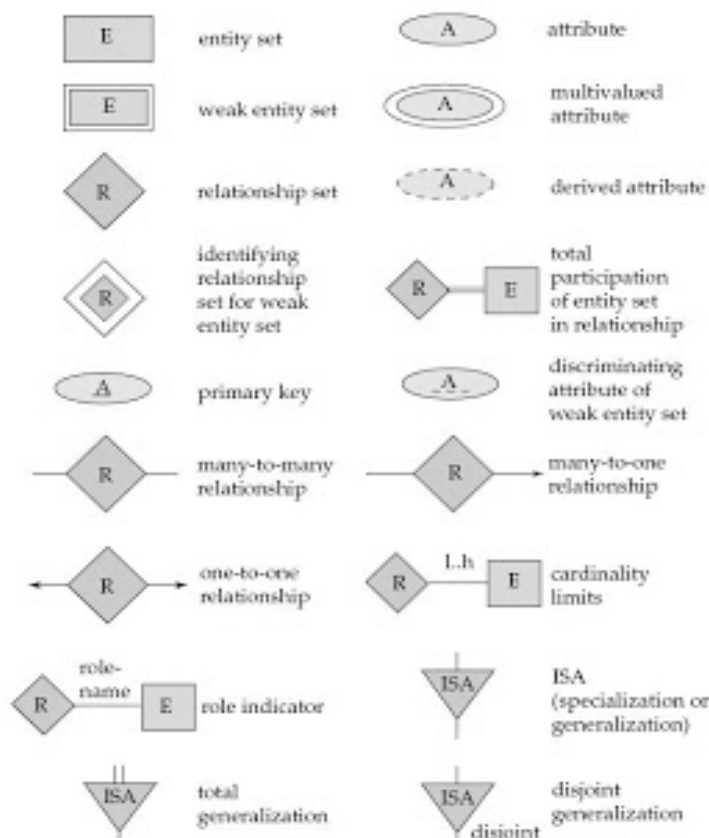 E
entity set
A
attribute
E
weak entity set
A
multivalued
attribute
R
relationship set
A
derived attribute
R
identifying
relationship
set for weak
entity set
R
E
total
participation
of entity set
in relationship
A
primary key
A
discriminating
attribute of
weak entity set
R
many-to-many
relationship
R
many-to-one
relationship
R
one-to-one
relationship
R
l..h
E
cardinality
limits
R
role-
name
E
role indicator
ISA
ISA
(specialization or
generalization)
ISA
total
generalization
ISA
disjoint
disjoint
generalization